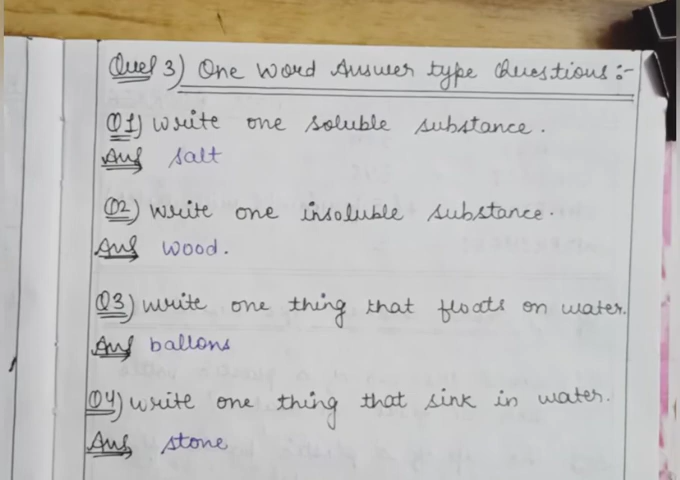 Ques 3) One Word Answer type Questions :-
Q1) Write one soluble substance.
Ans salt
Q2) Write one insoluble substance.
Ans wood.
Q3) Write one thing that floats on water.
Ans ballons
Q4) Write one thing that sink in water.
Ans stone